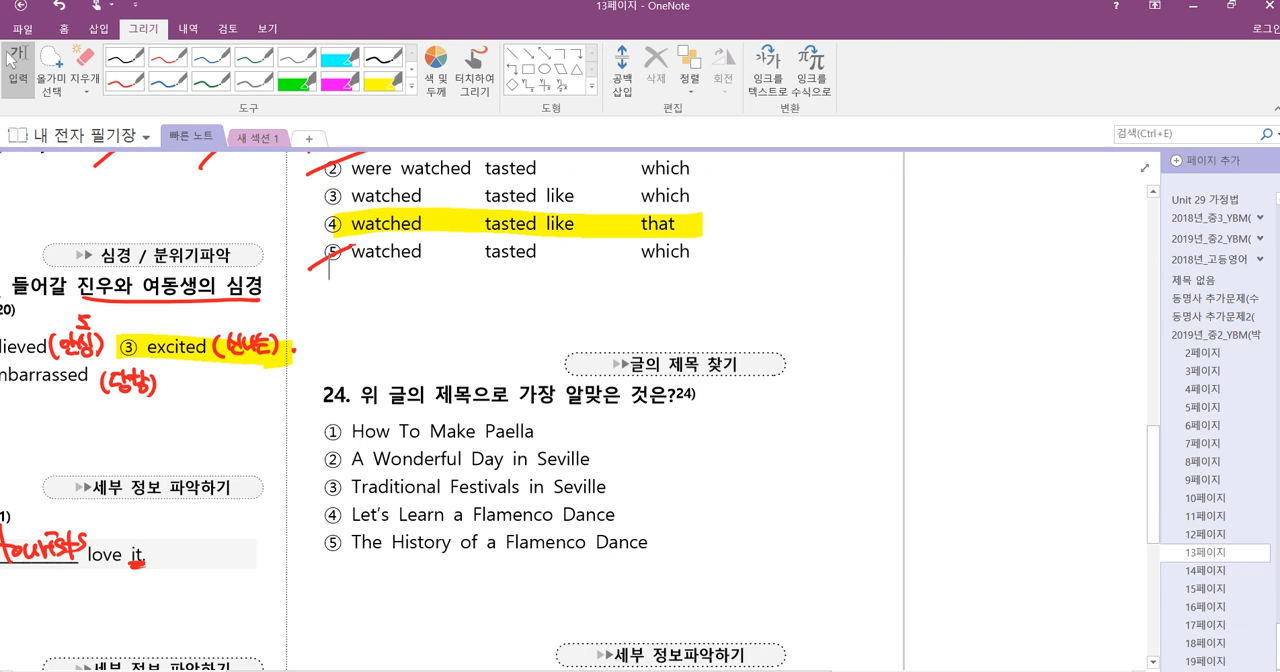 13페이지 - OneNote
로그인
파일 홈 삽입 그리기 내역 검토 보기
입력
올가미 선택
지우개
도구
색 및 두께
터치하여 그리기
도형
공백 삽입
삭제
정렬
회전
편집
잉크를 텍스트로
잉크를 수식으로
변환
내 전자 필기장
빠른 노트
새 섹션 1
검색(Ctrl+E)
심경 / 분위기파악
들어갈 진우와 여동생의 심경
20)
lieved (안심) ③ excited (신나는)
mbarrassed (당황)
세부 정보 파악하기
1)
tourists love it.
세부 정보 파악하기
② were watched tasted which
③ watched tasted like which
④ watched tasted like that
⑤ watched tasted which
글의 제목 찾기
24. 위 글의 제목으로 가장 알맞은 것은?24)
① How To Make Paella
② A Wonderful Day in Seville
③ Traditional Festivals in Seville
④ Let's Learn a Flamenco Dance
⑤ The History of a Flamenco Dance
세부 정보파악하기
페이지 추가
Unit 29 가정법
2018년_중3_YBM(
2019년_중2_YBM(
2018년_고등영어
제목 없음
동명사 추가문제(수
동명사 추가문제2(
2019년_중2_YBM(박
2페이지
3페이지
4페이지
5페이지
6페이지
7페이지
8페이지
9페이지
10페이지
11페이지
12페이지
13페이지
14페이지
15페이지
16페이지
17페이지
18페이지
19페이지